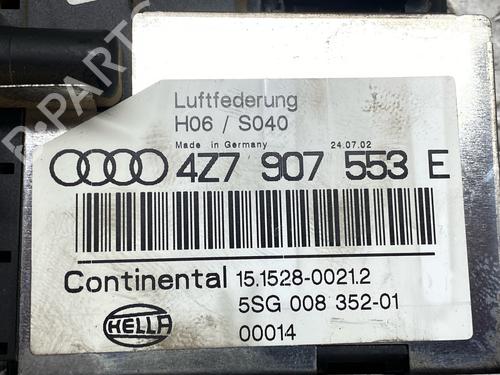 Luftfederung
H06 / S040
Made in Germany 24.07.02
4Z7 907 553 E
Continental 15.1528-0021.2
5SG 008 352-01
HELLA 00014
B-PARTS